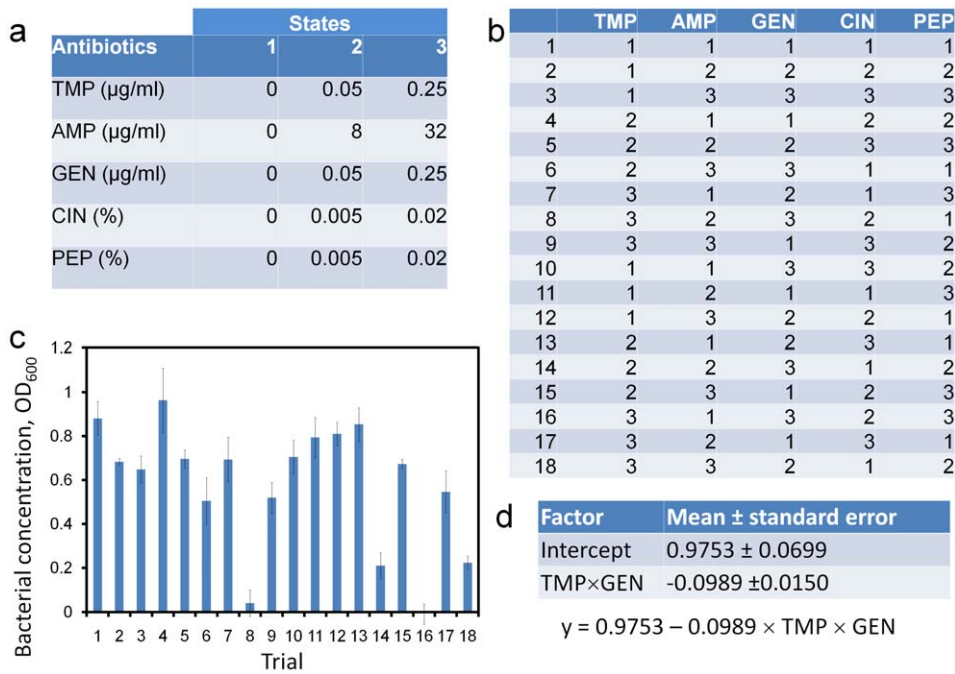 a
States
Antibiotics 1 2 3
TMP (µg/ml) 0 0.05 0.25
AMP (µg/ml) 0 8 32
GEN (µg/ml) 0 0.05 0.25
CIN (%) 0 0.005 0.02
PEP (%) 0 0.005 0.02
b
TMP AMP GEN CIN PEP
1 1 1 1 1 1
2 1 2 2 2 2
3 1 3 3 3 3
4 2 1 1 2 2
5 2 2 2 3 3
6 2 3 3 1 1
7 3 1 2 1 3
8 3 2 3 2 1
9 3 3 1 3 2
10 1 1 3 3 2
11 1 2 1 1 3
12 1 3 2 2 1
13 2 1 2 3 1
14 2 2 3 1 2
15 2 3 1 2 3
16 3 1 3 2 3
17 3 2 1 3 1
18 3 3 2 1 2
c
Bacterial concentration, OD600
1.2
1
0.8
0.6
0.4
0.2
0
1 2 3 4 5 6 7 8 9 10 11 12 13 14 15 16 17 18
Trial
d
Factor Mean ± standard error
Intercept 0.9753 ± 0.0699
TMP×GEN -0.0989 ±0.0150
y = 0.9753 – 0.0989 × TMP × GEN